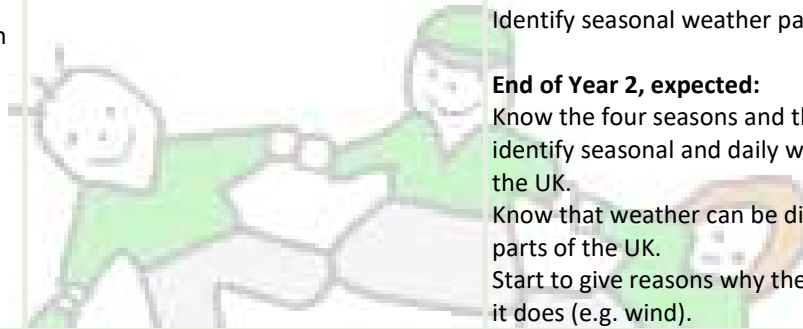 n
Identify seasonal weather pa
End of Year 2, expected:
Know the four seasons and th
identify seasonal and daily w
the UK.
Know that weather can be di
parts of the UK.
Start to give reasons why the
it does (e.g. wind).